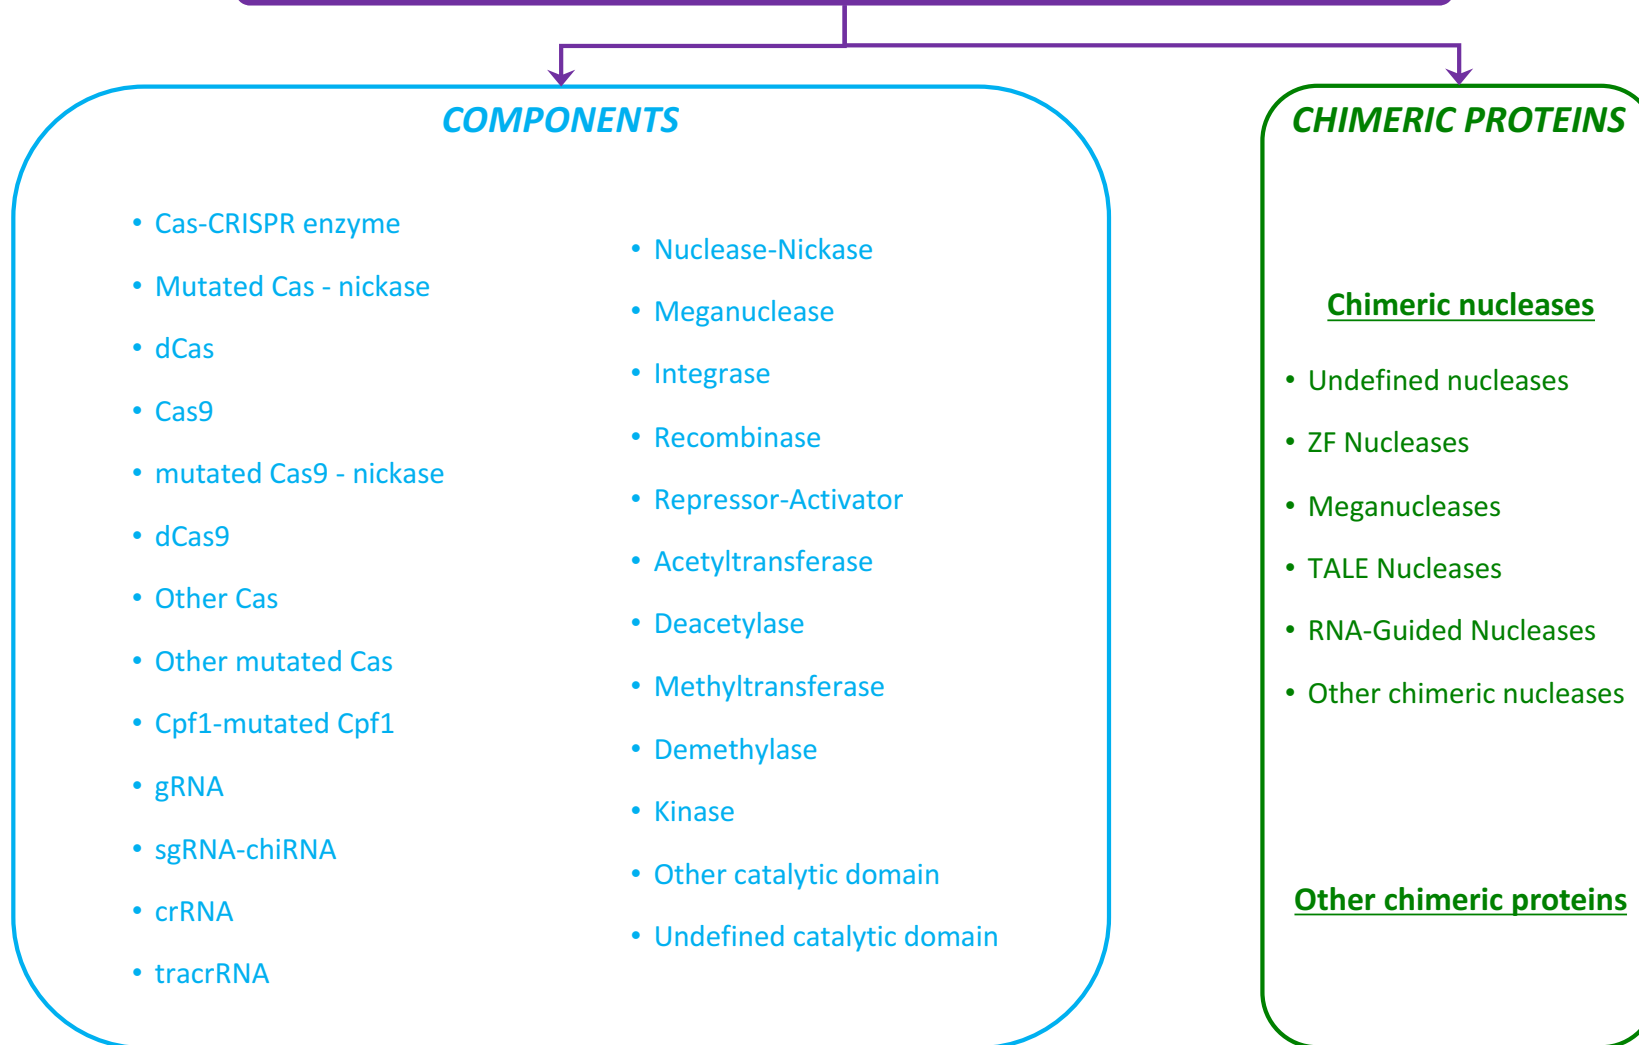 COMPONENTS
• Cas-CRISPR enzyme
• Mutated Cas - nickase
• dCas
• Cas9
• mutated Cas9 - nickase
• dCas9
• Other Cas
• Other mutated Cas
• Cpf1-mutated Cpf1
• gRNA
• sgRNA-chiRNA
• crRNA
• tracrRNA
• Nuclease-Nickase
• Meganuclease
• Integrase
• Recombinase
• Repressor-Activator
• Acetyltransferase
• Deacetylase
• Methyltransferase
• Demethylase
• Kinase
• Other catalytic domain
• Undefined catalytic domain
CHIMERIC PROTEINS
Chimeric nucleases
• Undefined nucleases
• ZF Nucleases
• Meganucleases
• TALE Nucleases
• RNA-Guided Nucleases
• Other chimeric nucleases
Other chimeric proteins